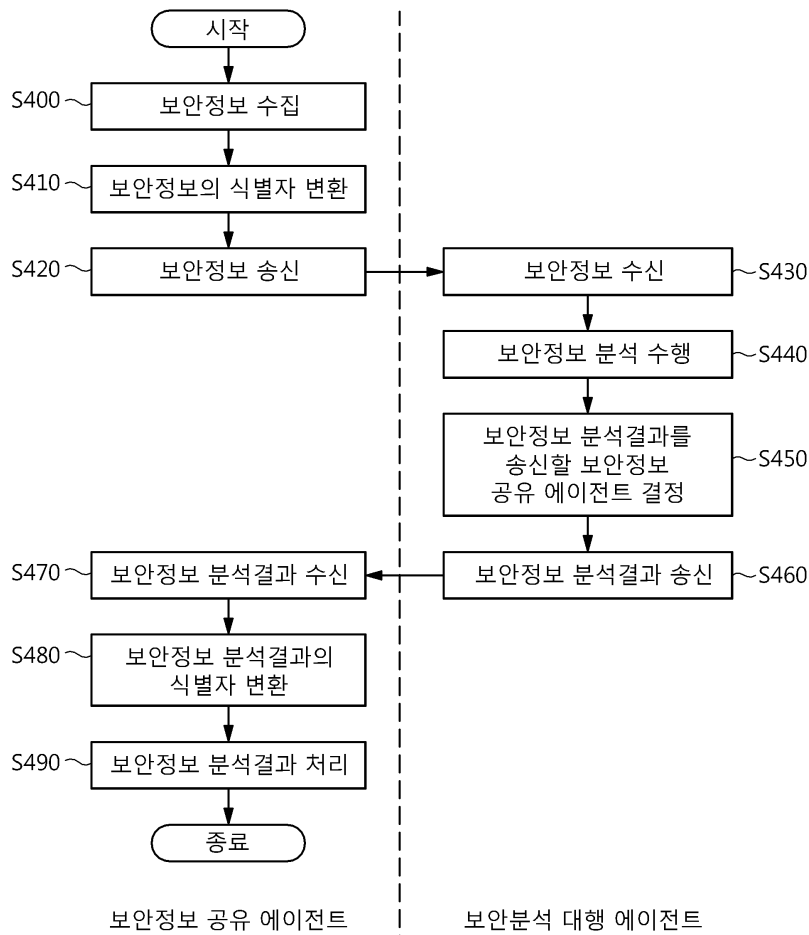 시작
S400
보안정보 수집
S410
보안정보의 식별자 변환
S420
보안정보 송신
보안정보 수신
S430
보안정보 분석 수행
S440
보안정보 분석결과를
송신할 보안정보
공유 에이전트 결정
S450
보안정보 분석결과 송신
S460
S470
보안정보 분석결과 수신
S480
보안정보 분석결과의
식별자 변환
S490
보안정보 분석결과 처리
종료
보안정보 공유 에이전트
보안분석 대행 에이전트